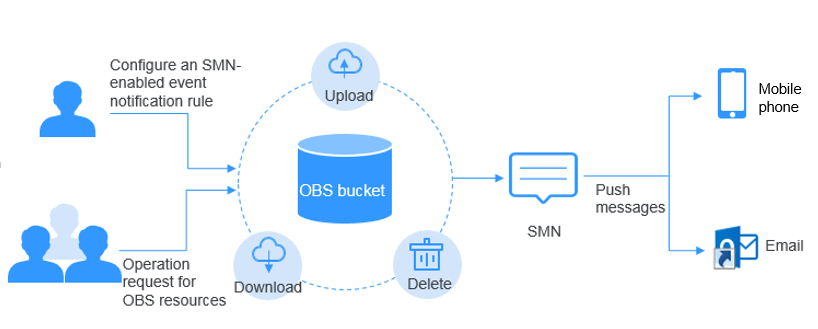 Configure an SMN-
enabled event
notification rule
Upload
Mobile
phone
OBS bucket
Push
messages
SMN
Email
Operation
request for
OBS resources
Download
Delete